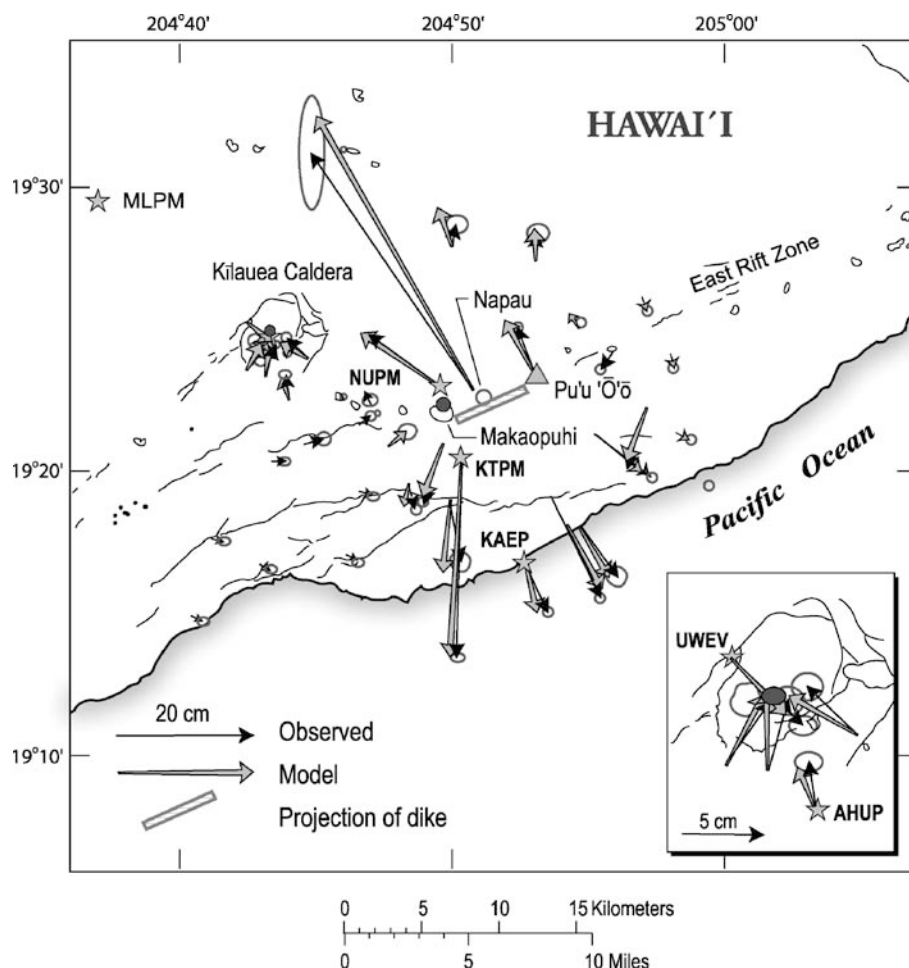 204°40'
204°50'
205°00'
HAWAI´I
19°30'
MLPM
East Rift Zone
Kīlauea Caldera
Napau
NUPM
Pu'u 'Ō'ō
Makaopuhi
19°20'
KTPM
Pacific Ocean
KAEP
UWEV
20 cm
Observed
19°10'
Model
Projection of dike
5 cm
AHUP
0 5 10 15 Kilometers
0 5 10 Miles